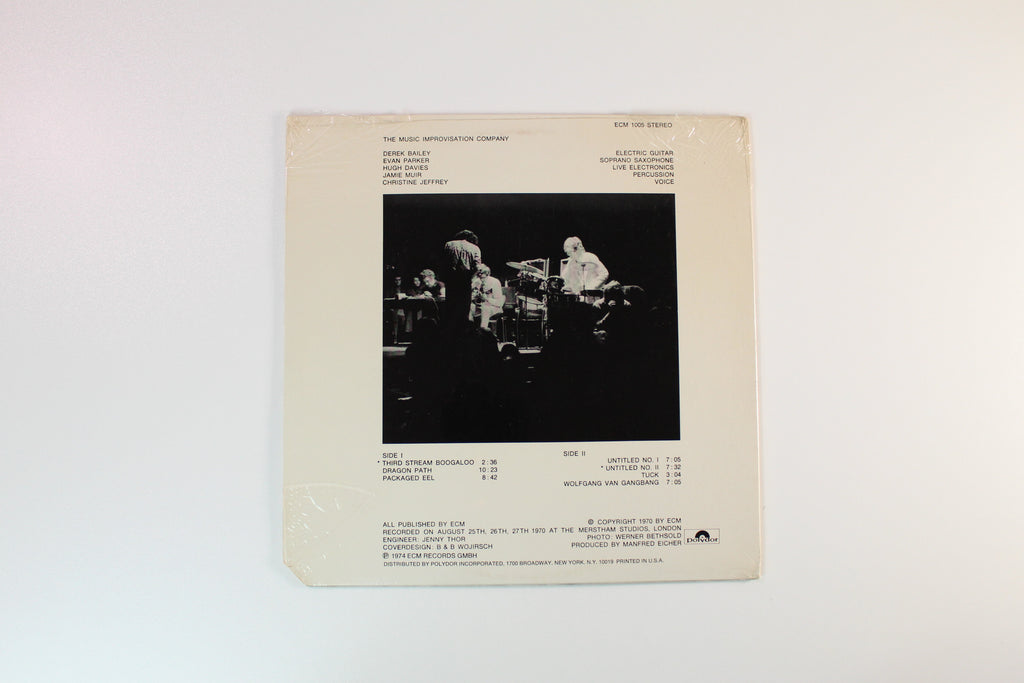 ECM 1005 STEREO
THE MUSIC IMPROVISATION COMPANY
DEREK BAILEY ELECTRIC GUITAR
EVAN PARKER SOPRANO SAXOPHONE
HUGH DAVIES LIVE ELECTRONICS
JAMIE MUIR PERCUSSION
CHRISTINE JEFFREY VOICE
SIDE I
* THIRD STREAM BOOGALOO 2:36
DRAGON PATH 10:23
PACKAGED EEL 8:42
SIDE II
UNTITLED NO. I 7:05
* UNTITLED NO. II 7:32
TUCK 3:04
WOLFGANG VAN GANGBANG 7:05
ALL PUBLISHED BY ECM © COPYRIGHT 1970 BY ECM
RECORDED ON AUGUST 25TH, 26TH, 27TH 1970 AT THE MERSTHAM STUDIOS, LONDON
ENGINEER: JENNY THOR PHOTO: WERNER BETHSOLD
COVERDESIGN: B & B WOJIRSCH PRODUCED BY MANFRED EICHER
℗ 1974 ECM RECORDS GMBH
DISTRIBUTED BY POLYDOR INCORPORATED, 1700 BROADWAY, NEW YORK, N.Y. 10019 PRINTED IN U.S.A.
polydor